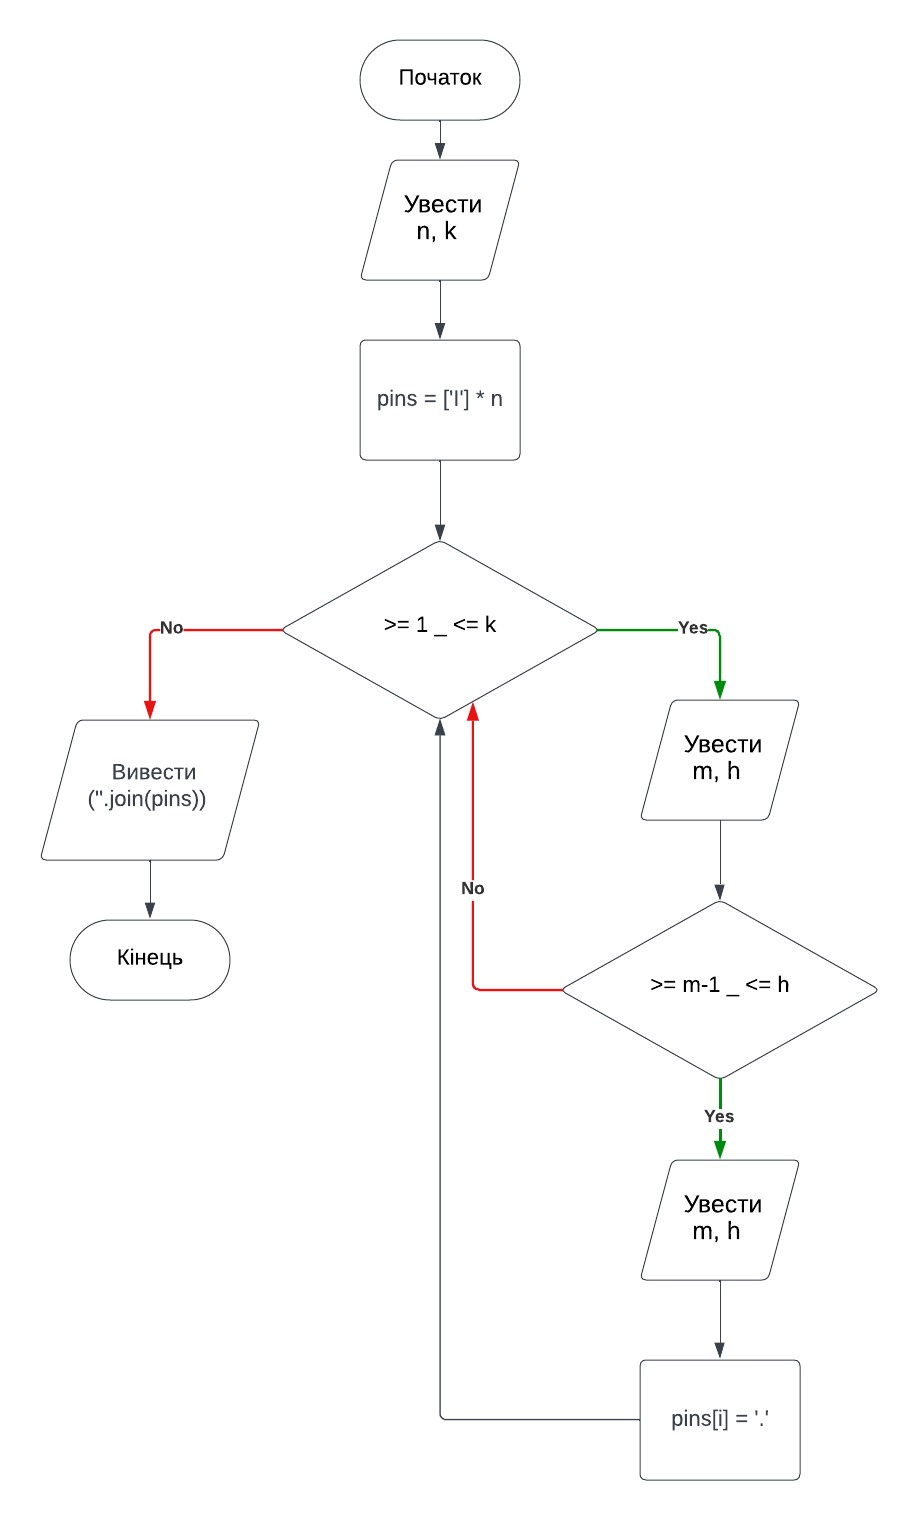 Початок
Увести
n, k
pins = ['I'] * n
>= 1 _ <= k
No
Yes
Вивести
(''.join(pins))
Кінець
Увести
m, h
No
>= m-1 _ <= h
Yes
Увести
m, h
pins[i] = '.'